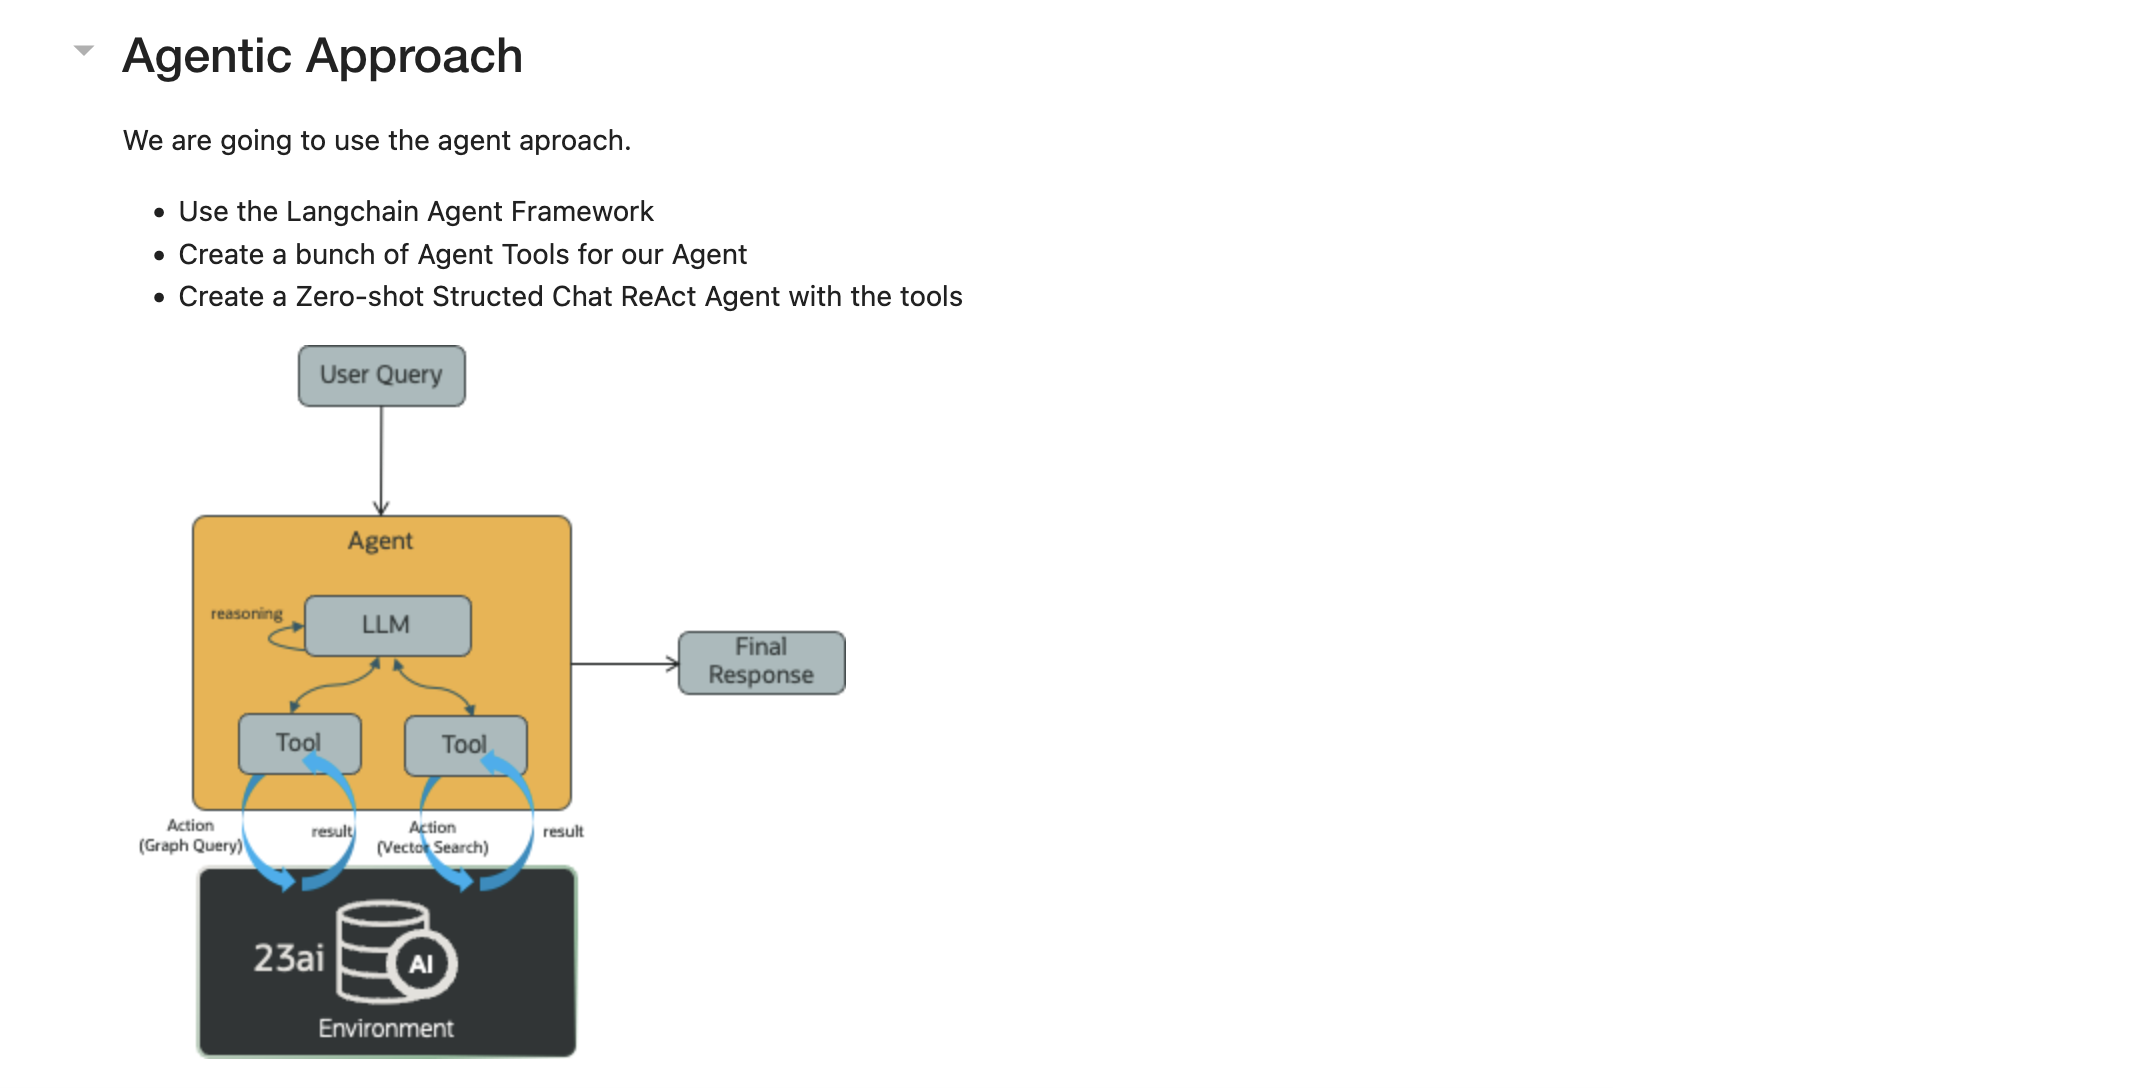 Agentic Approach
We are going to use the agent aproach.
Use the Langchain Agent Framework
Create a bunch of Agent Tools for our Agent
Create a Zero-shot Structed Chat ReAct Agent with the tools
User Query
Agent
reasoning
LLM
Final
Response
Tool
Tool
Action
(Graph Query)
result
Action
(Vector Search)
result
23ai
AI
Environment